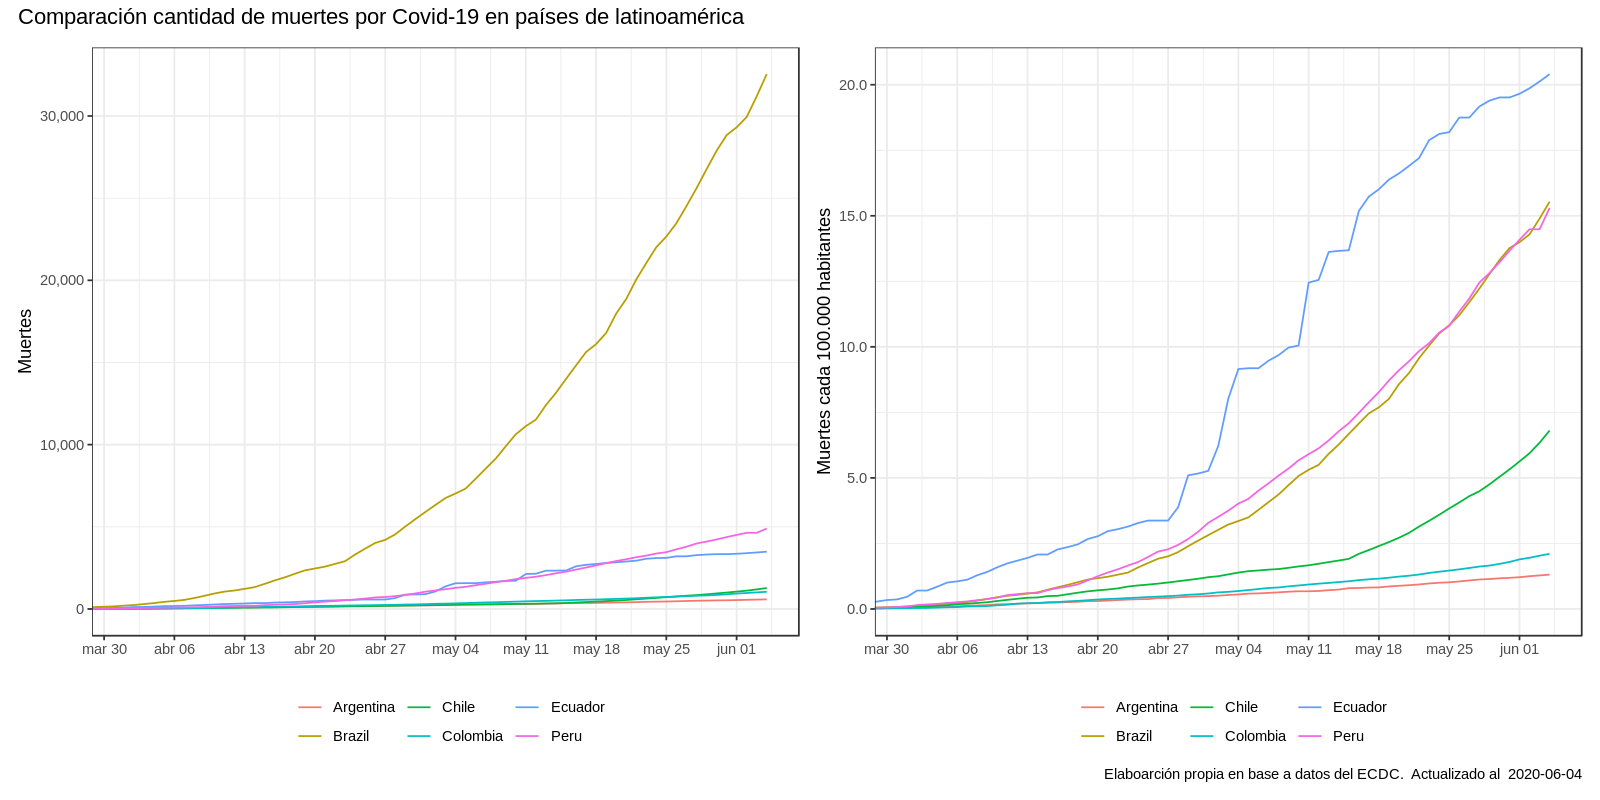 Comparación cantidad de muertes por Covid-19 en países de latinoamérica
Muertes
30,000
20,000
10,000
0
mar 30 abr 06 abr 13 abr 20 abr 27 may 04 may 11 may 18 may 25 jun 01
Argentina Chile Ecuador
Brazil Colombia Peru
Muertes cada 100.000 habitantes
20.0
15.0
10.0
5.0
0.0
mar 30 abr 06 abr 13 abr 20 abr 27 may 04 may 11 may 18 may 25 jun 01
Argentina Chile Ecuador
Brazil Colombia Peru
Elaboarción propia en base a datos del ECDC. Actualizado al 2020-06-04